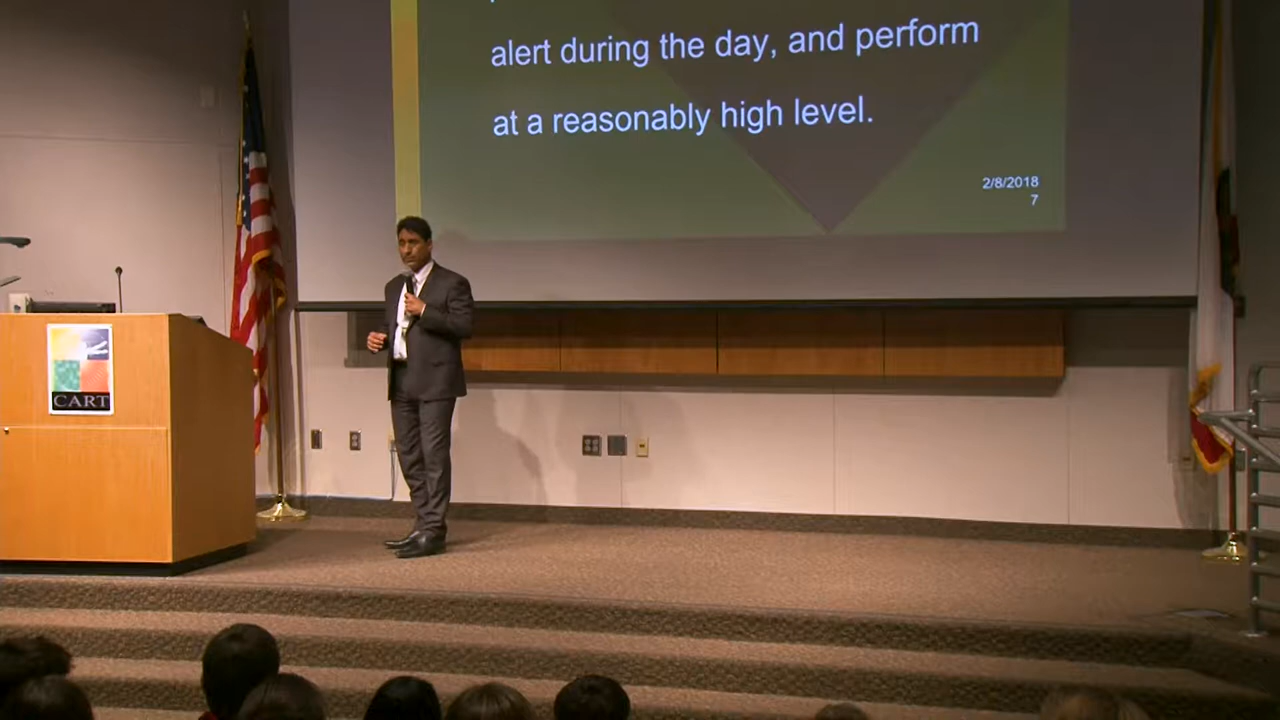 alert during the day, and perform
at a reasonably high level.
2/8/2018
7
CART